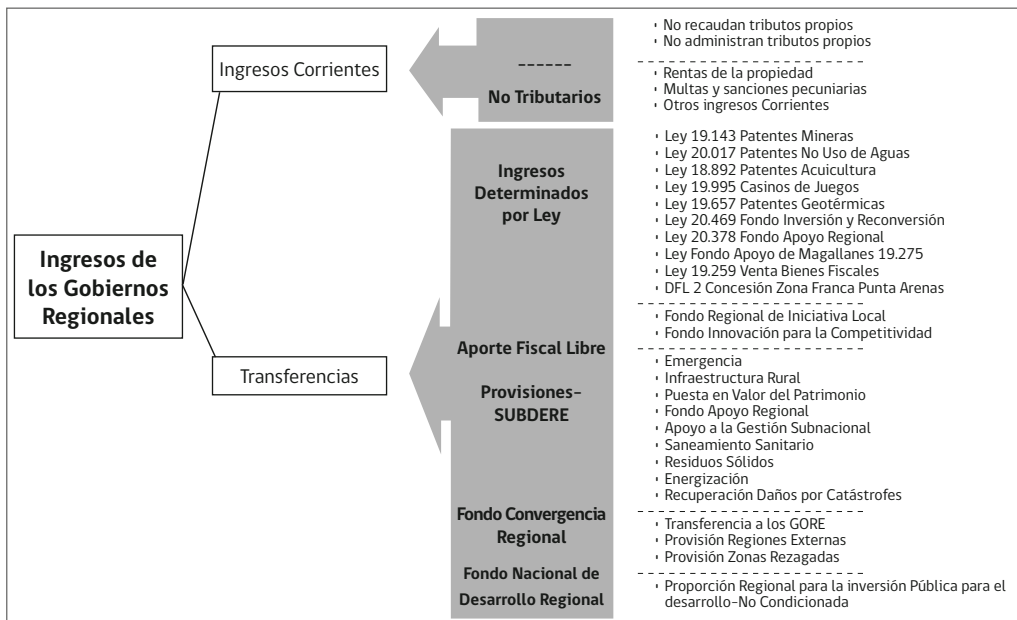 Ingresos de
los Gobiernos
Regionales
Ingresos Corrientes
------
No Tributarios
· No recaudan tributos propios
· No administran tributos propios
· Rentas de la propiedad
· Multas y sanciones pecuniarias
· Otros ingresos Corrientes
Transferencias
Ingresos
Determinados
por Ley
· Ley 19.143 Patentes Mineras
· Ley 20.017 Patentes No Uso de Aguas
· Ley 18.892 Patentes Acuicultura
· Ley 19.995 Casinos de Juegos
· Ley 19.657 Patentes Geotérmicas
· Ley 20.469 Fondo Inversión y Reconversión
· Ley 20.378 Fondo Apoyo Regional
· Ley Fondo Apoyo de Magallanes 19.275
· Ley 19.259 Venta Bienes Fiscales
· DFL 2 Concesión Zona Franca Punta Arenas
Aporte Fiscal Libre
· Fondo Regional de Iniciativa Local
· Fondo Innovación para la Competitividad
Provisiones-
SUBDERE
· Emergencia
· Infraestructura Rural
· Puesta en Valor del Patrimonio
· Fondo Apoyo Regional
· Apoyo a la Gestión Subnacional
· Saneamiento Sanitario
· Residuos Sólidos
· Energización
· Recuperación Daños por Catástrofes
Fondo Convergencia
Regional
· Transferencia a los GORE
· Provisión Regiones Externas
· Provisión Zonas Rezagadas
Fondo Nacional de
Desarrollo Regional
· Proporción Regional para la inversión Pública para el
desarrollo-No Condicionada